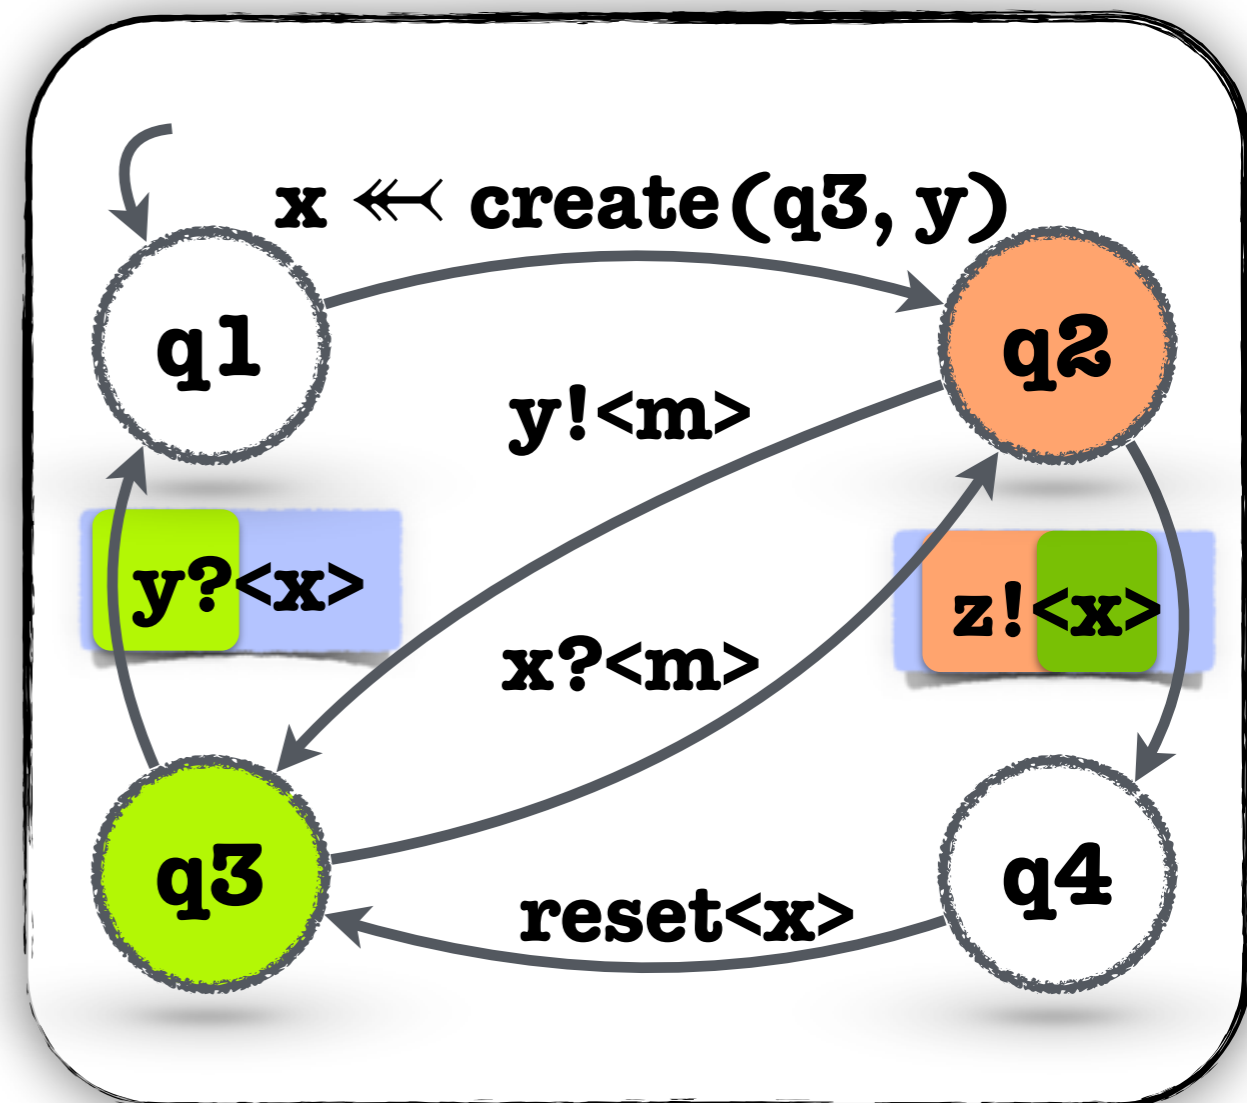 x ⤛ create(q3, y)
q1
q2
y!<m>
y?<x>
z!<x>
x?<m>
q3
q4
reset<x>